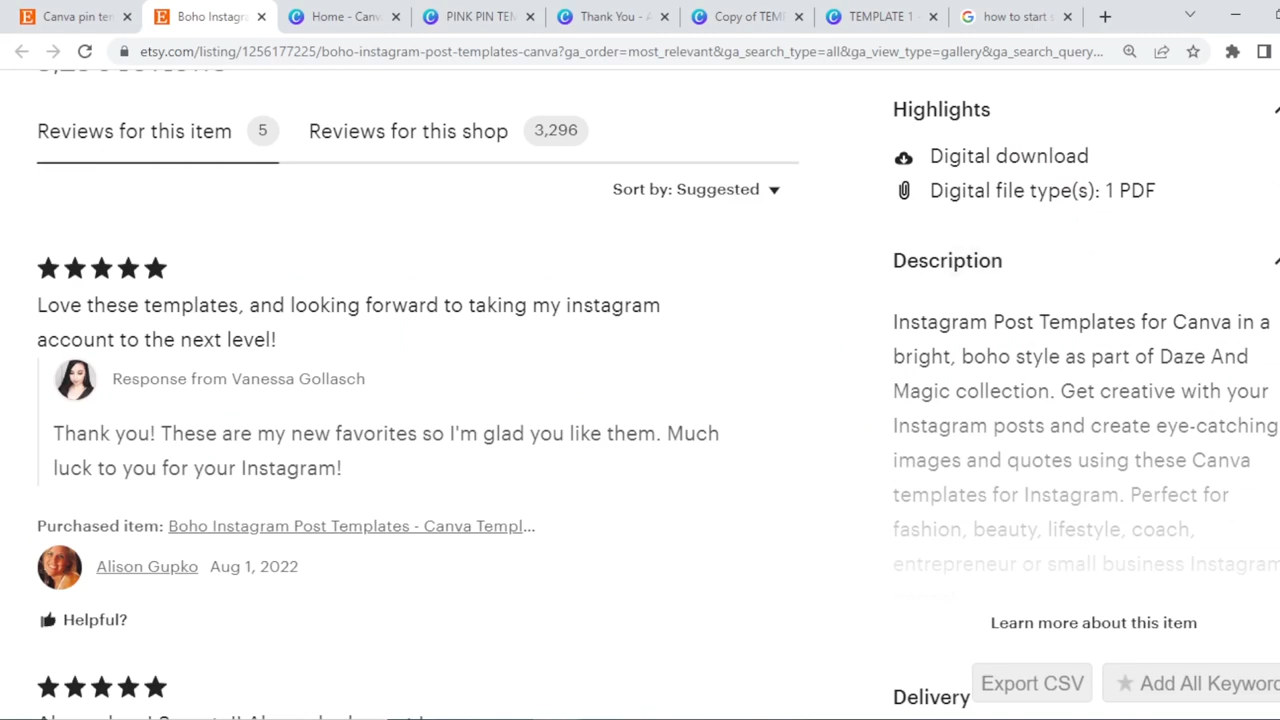 Canva pin ten
Boho Instagr
Home - Canv
PINK PIN TEM
Thank You - A
Copy of TEMP
TEMPLATE 1 -
how to start s
etsy.com/listing/1256177225/boho-instagram-post-templates-canva?ga_order=most_relevant&ga_search_type=all&ga_view_type=gallery&ga_search_query...
Reviews for this item 5
Reviews for this shop 3,296
Sort by: Suggested
Love these templates, and looking forward to taking my instagram
account to the next level!
Response from Vanessa Gollasch
Thank you! These are my new favorites so I'm glad you like them. Much
luck to you for your Instagram!
Purchased item: Boho Instagram Post Templates - Canva Templ...
Alison Gupko Aug 1, 2022
Helpful?
Highlights
Digital download
Digital file type(s): 1 PDF
Description
Instagram Post Templates for Canva in a
bright, boho style as part of Daze And
Magic collection. Get creative with your
Instagram posts and create eye-catching
images and quotes using these Canva
templates for Instagram. Perfect for
fashion, beauty, lifestyle, coach,
entrepreneur or small business Instagram
Learn more about this item
Export CSV
Add All Keyword
Delivery